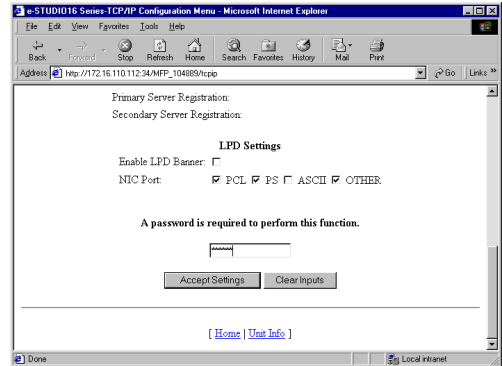 e-STUDIO16 Series-TCP/IP Configuration Menu - Microsoft Internet Explorer
File Edit View Favorites Tools Help
Back Forward Stop Refresh Home Search Favorites History Mail Print
Address http://172.16.110.112:34/MFP_104889/tcpip Go Links »
Primary Server Registration:
Secondary Server Registration:
LPD Settings
Enable LPD Banner:
NIC Port: PCL PS ASCII OTHER
A password is required to perform this function.
******
Accept Settings Clear Inputs
[ Home | Unit Info ]
Done Local intranet